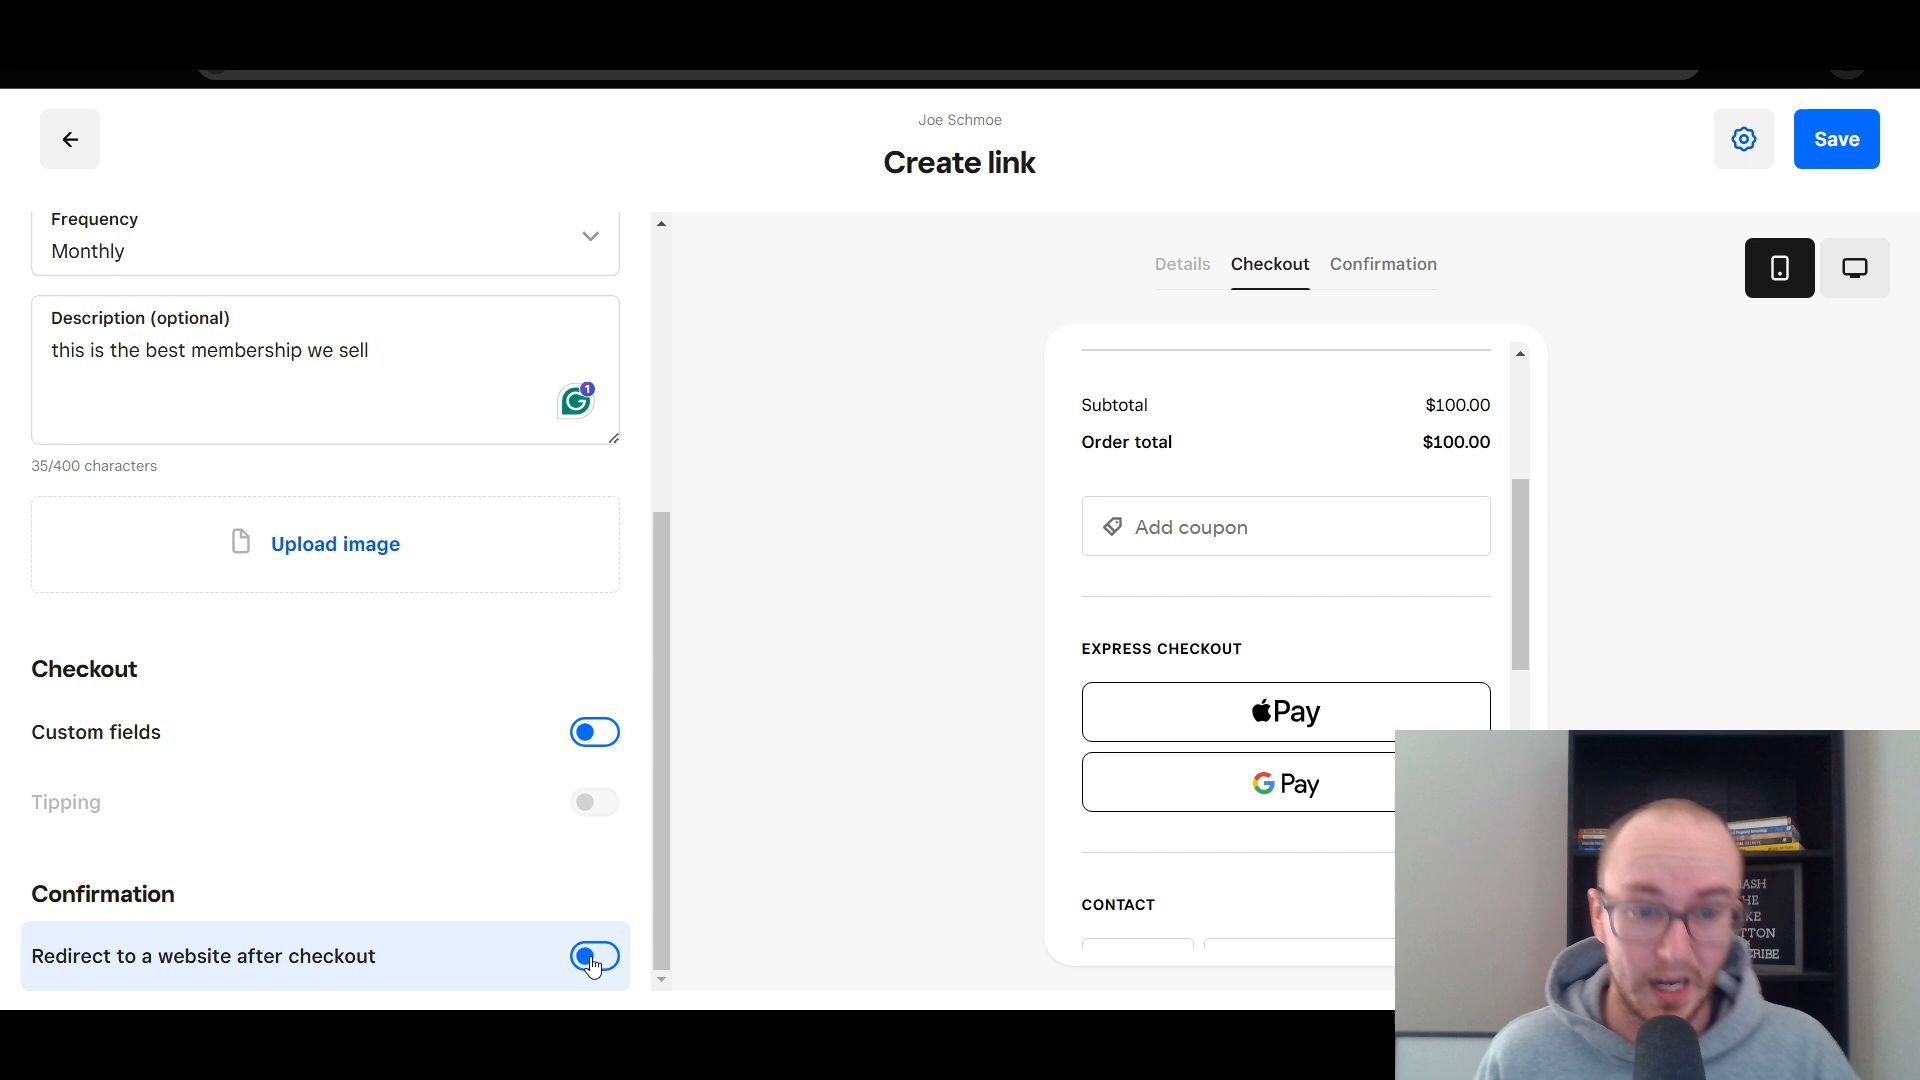 Joe Schmoe
Create link
Save
Frequency
Monthly
Description (optional)
this is the best membership we sell
1
35/400 characters
Upload image
Checkout
Custom fields
Tipping
Confirmation
Redirect to a website after checkout
Details Checkout Confirmation
Subtotal $100.00
Order total $100.00
Add coupon
EXPRESS CHECKOUT
Pay
G Pay
CONTACT